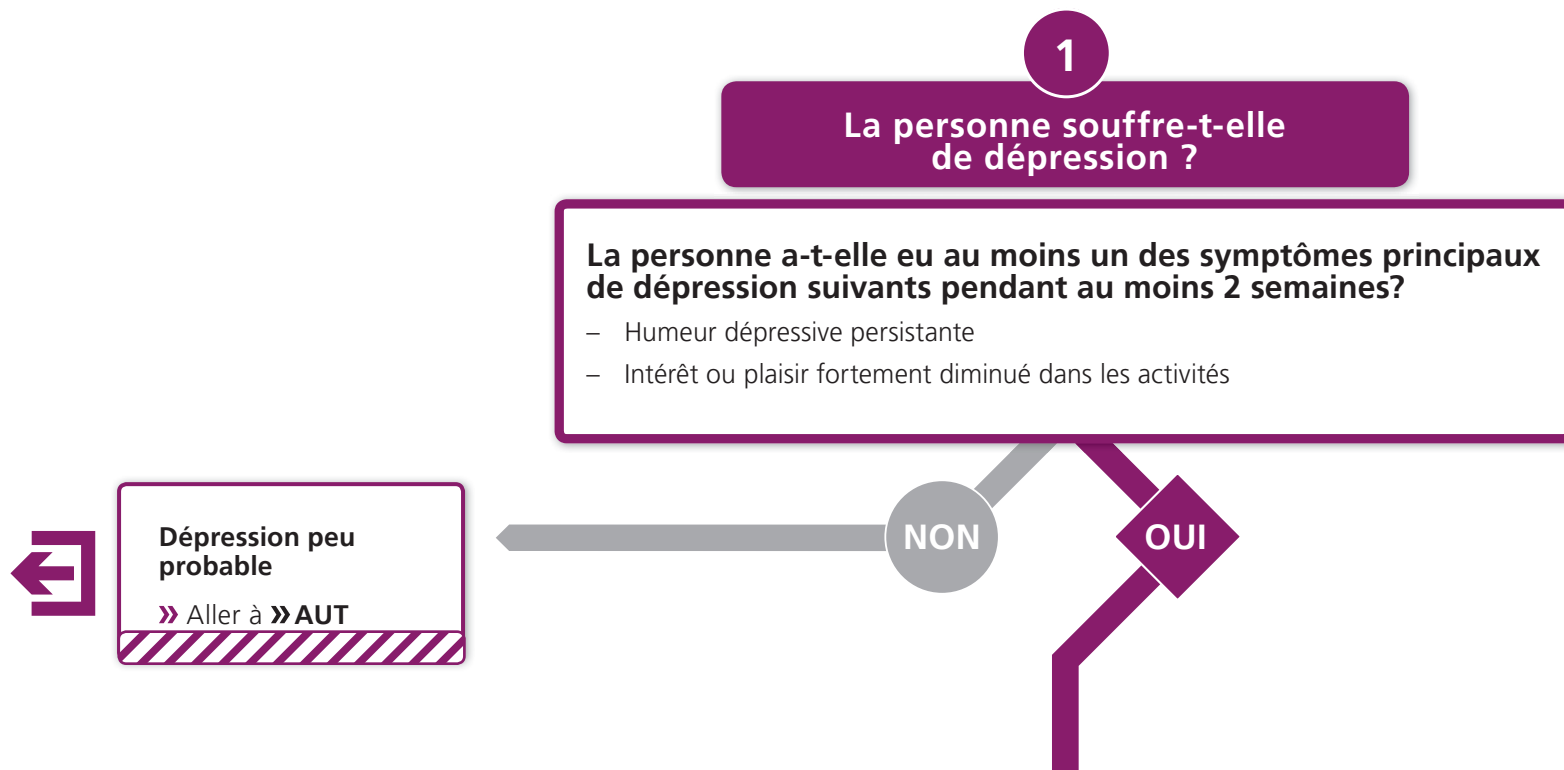 1
La personne souffre-t-elle
de dépression ?
La personne a-t-elle eu au moins un des symptômes principaux
de dépression suivants pendant au moins 2 semaines?
– Humeur dépressive persistante
– Intérêt ou plaisir fortement diminué dans les activités
NON
OUI
Dépression peu
probable
» Aller à » AUT